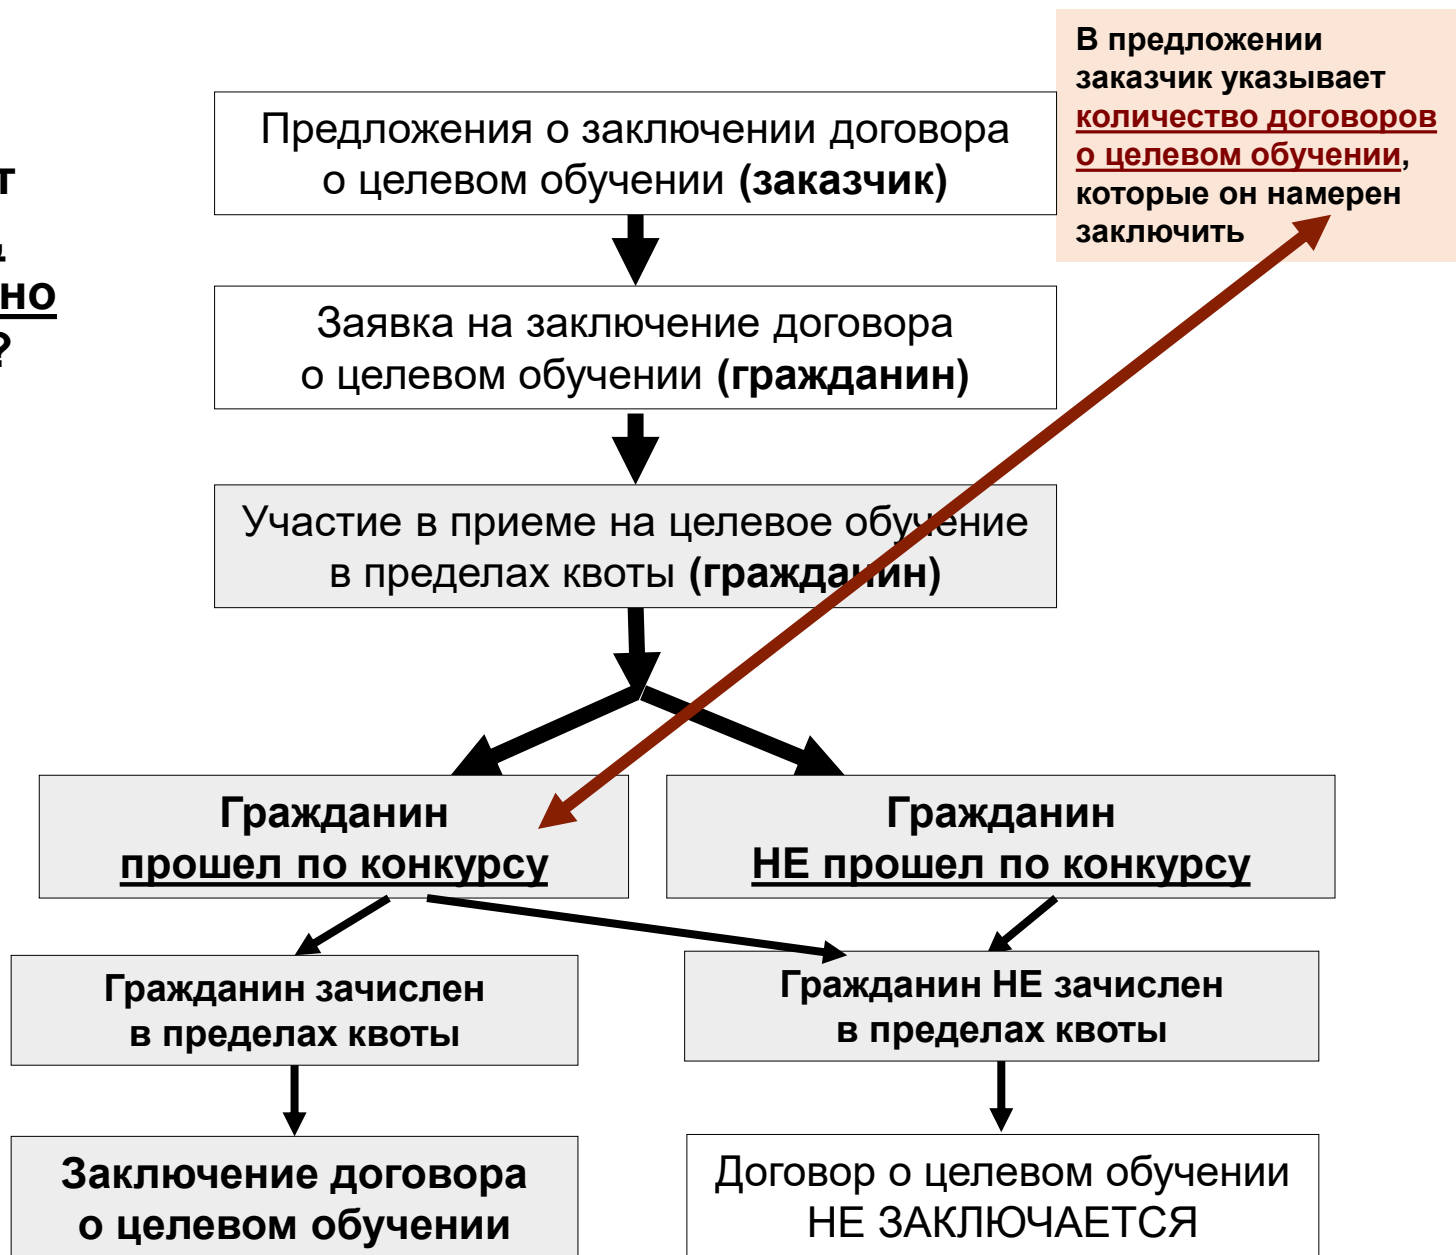 В предложении
заказчик указывает
количество договоров
о целевом обучении,
которые он намерен
заключить
Предложения о заключении договора
о целевом обучении (заказчик)
но
?
Заявка на заключение договора
о целевом обучении (гражданин)
Участие в приеме на целевое обучение
в пределах квоты (гражданин)
Гражданин
прошел по конкурсу
Гражданин
НЕ прошел по конкурсу
Гражданин зачислен
в пределах квоты
Гражданин НЕ зачислен
в пределах квоты
Заключение договора
о целевом обучении
Договор о целевом обучении
НЕ ЗАКЛЮЧАЕТСЯ